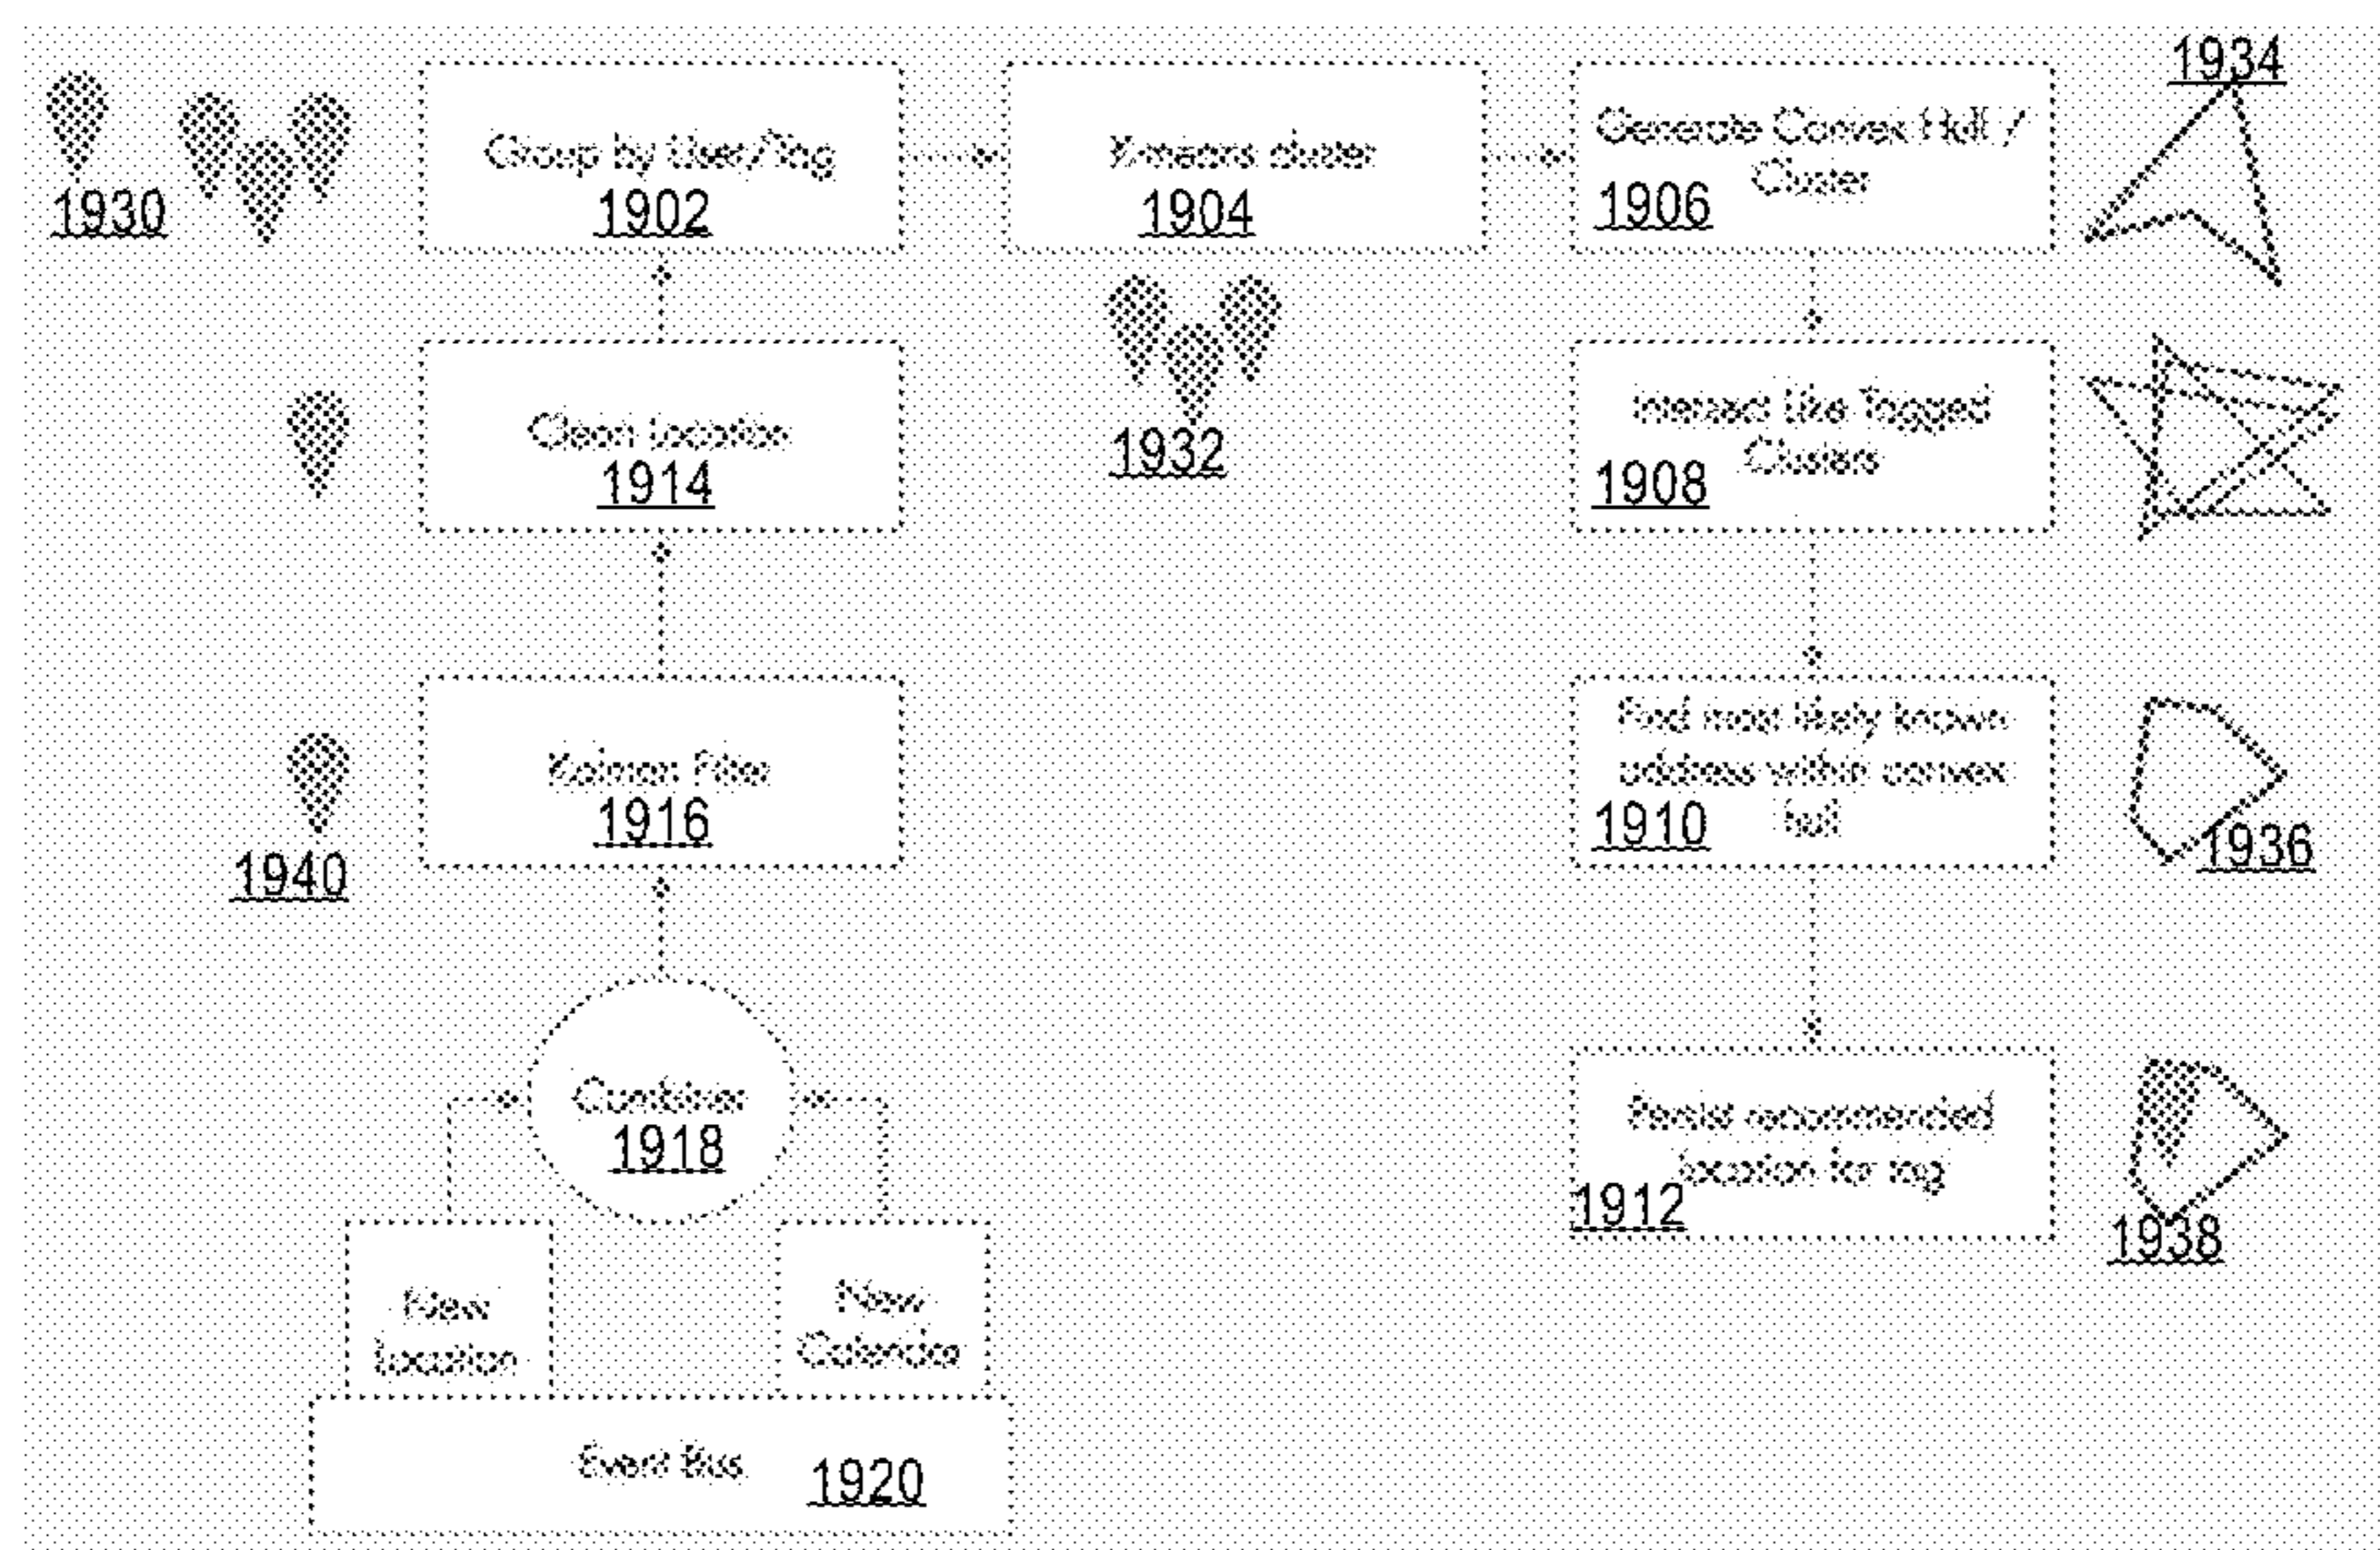 1934
Group by User/Tag
1902
K-means cluster
1904
Generate Convex Hull /
Cluster
1906
1930
Clean Location
1914
1932
Intersect Like Tagged
Clusters
1908
Kalman Filter
1916
1940
Find most likely known
address within convex
hull
1910
1936
Combiner
1918
Persist recommended
location for tag
1912
1938
New
Location
New
Calendar
Event Bus
1920